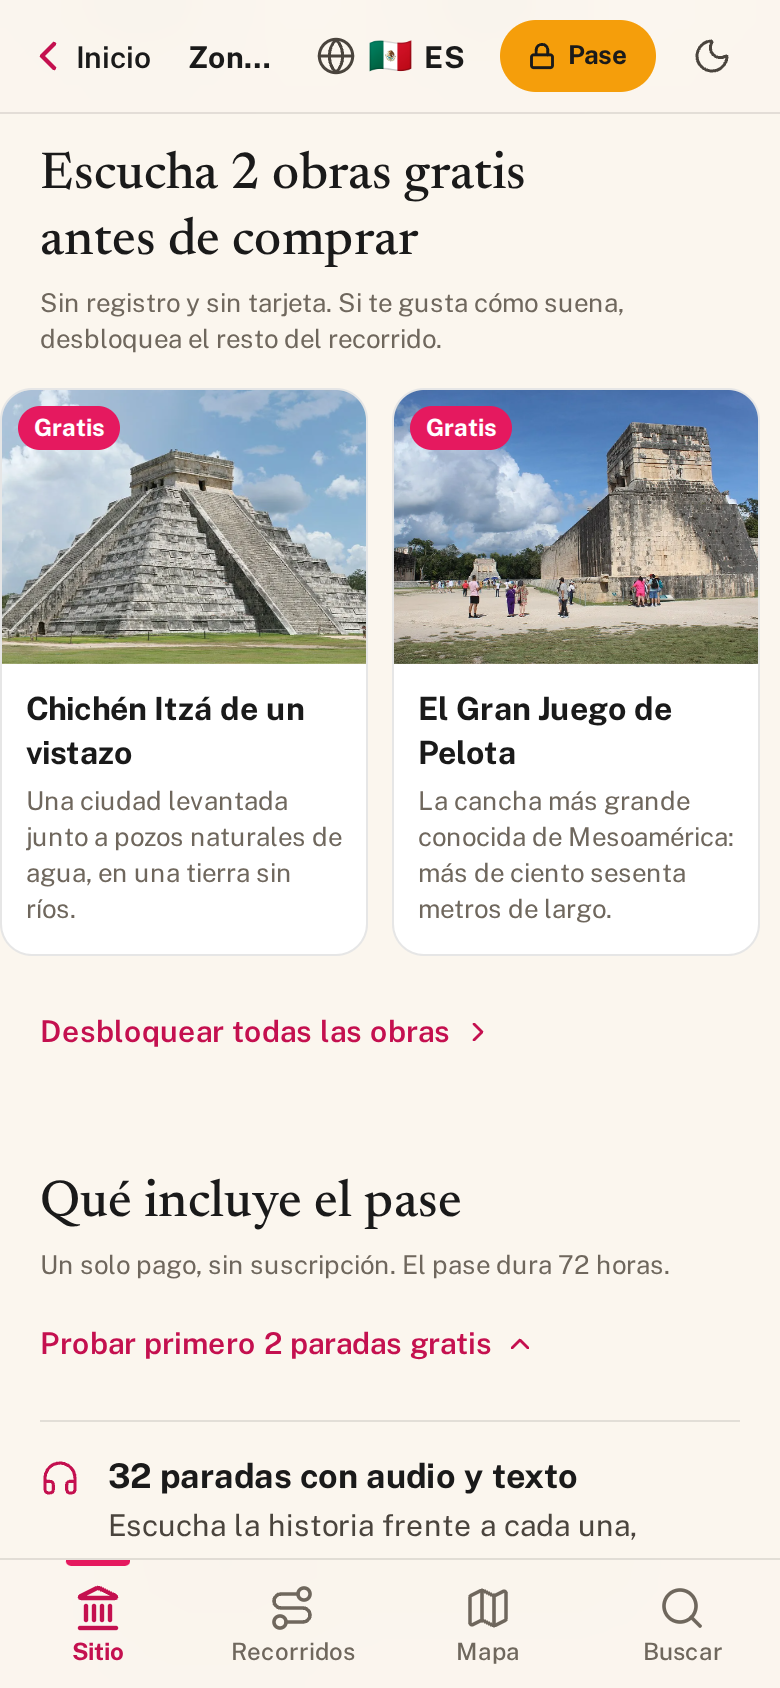 Inicio
Zon...
ES
Pase
Escucha 2 obras gratis
antes de comprar
Sin registro y sin tarjeta. Si te gusta cómo suena,
desbloquea el resto del recorrido.
Gratis
Chichén Itzá de un
vistazo
Una ciudad levantada
junto a pozos naturales de
agua, en una tierra sin
ríos.
Gratis
El Gran Juego de
Pelota
La cancha más grande
conocida de Mesoamérica:
más de ciento sesenta
metros de largo.
Desbloquear todas las obras
Qué incluye el pase
Un solo pago, sin suscripción. El pase dura 72 horas.
Probar primero 2 paradas gratis
32 paradas con audio y texto
Escucha la historia frente a cada una,
Sitio
Recorridos
Mapa
Buscar